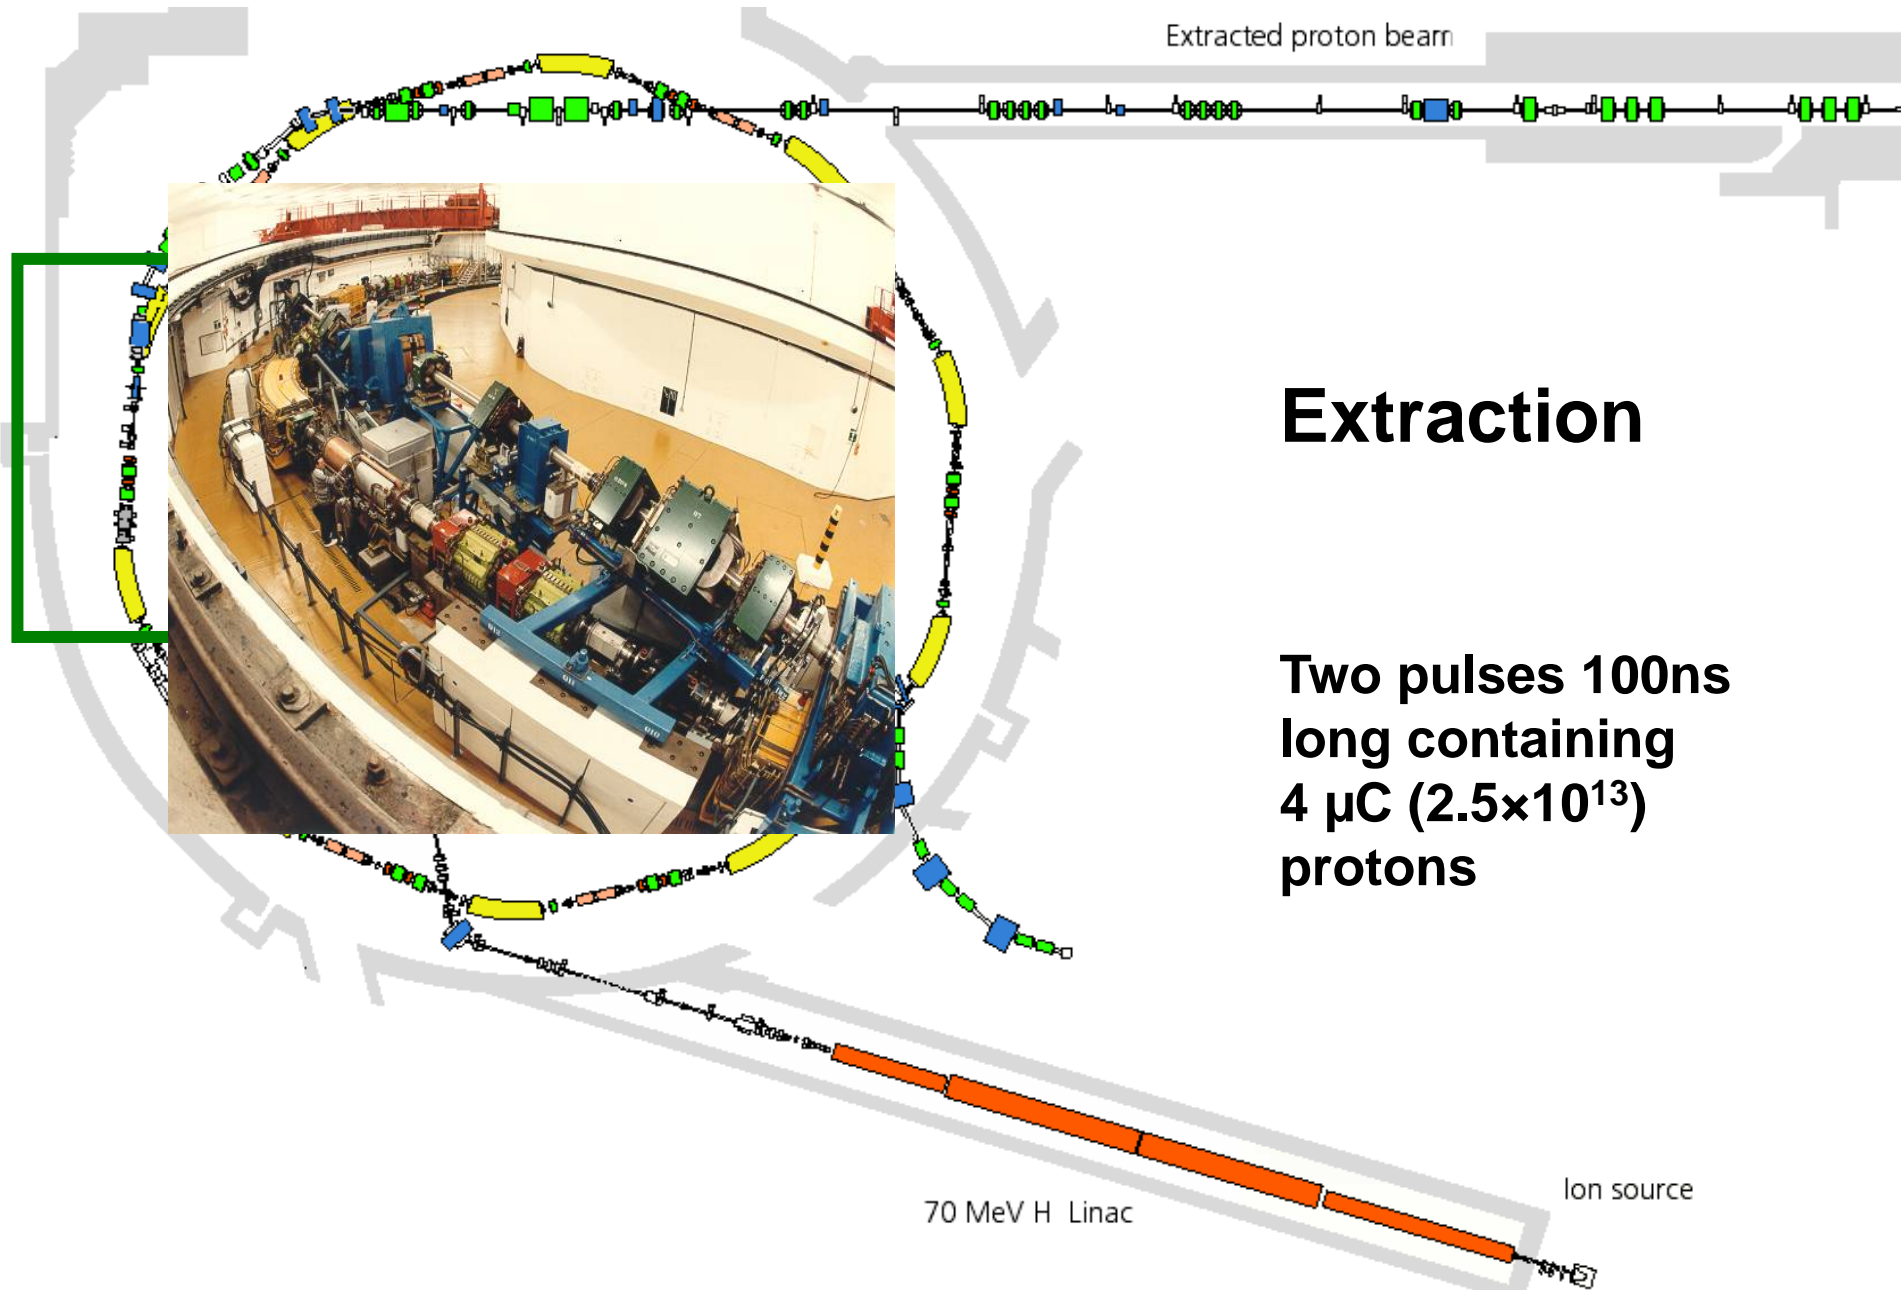 Extracted proton beam
Extraction
Two pulses 100ns
long containing
4 µC (2.5×10¹³)
protons
Ion source
70 MeV H Linac